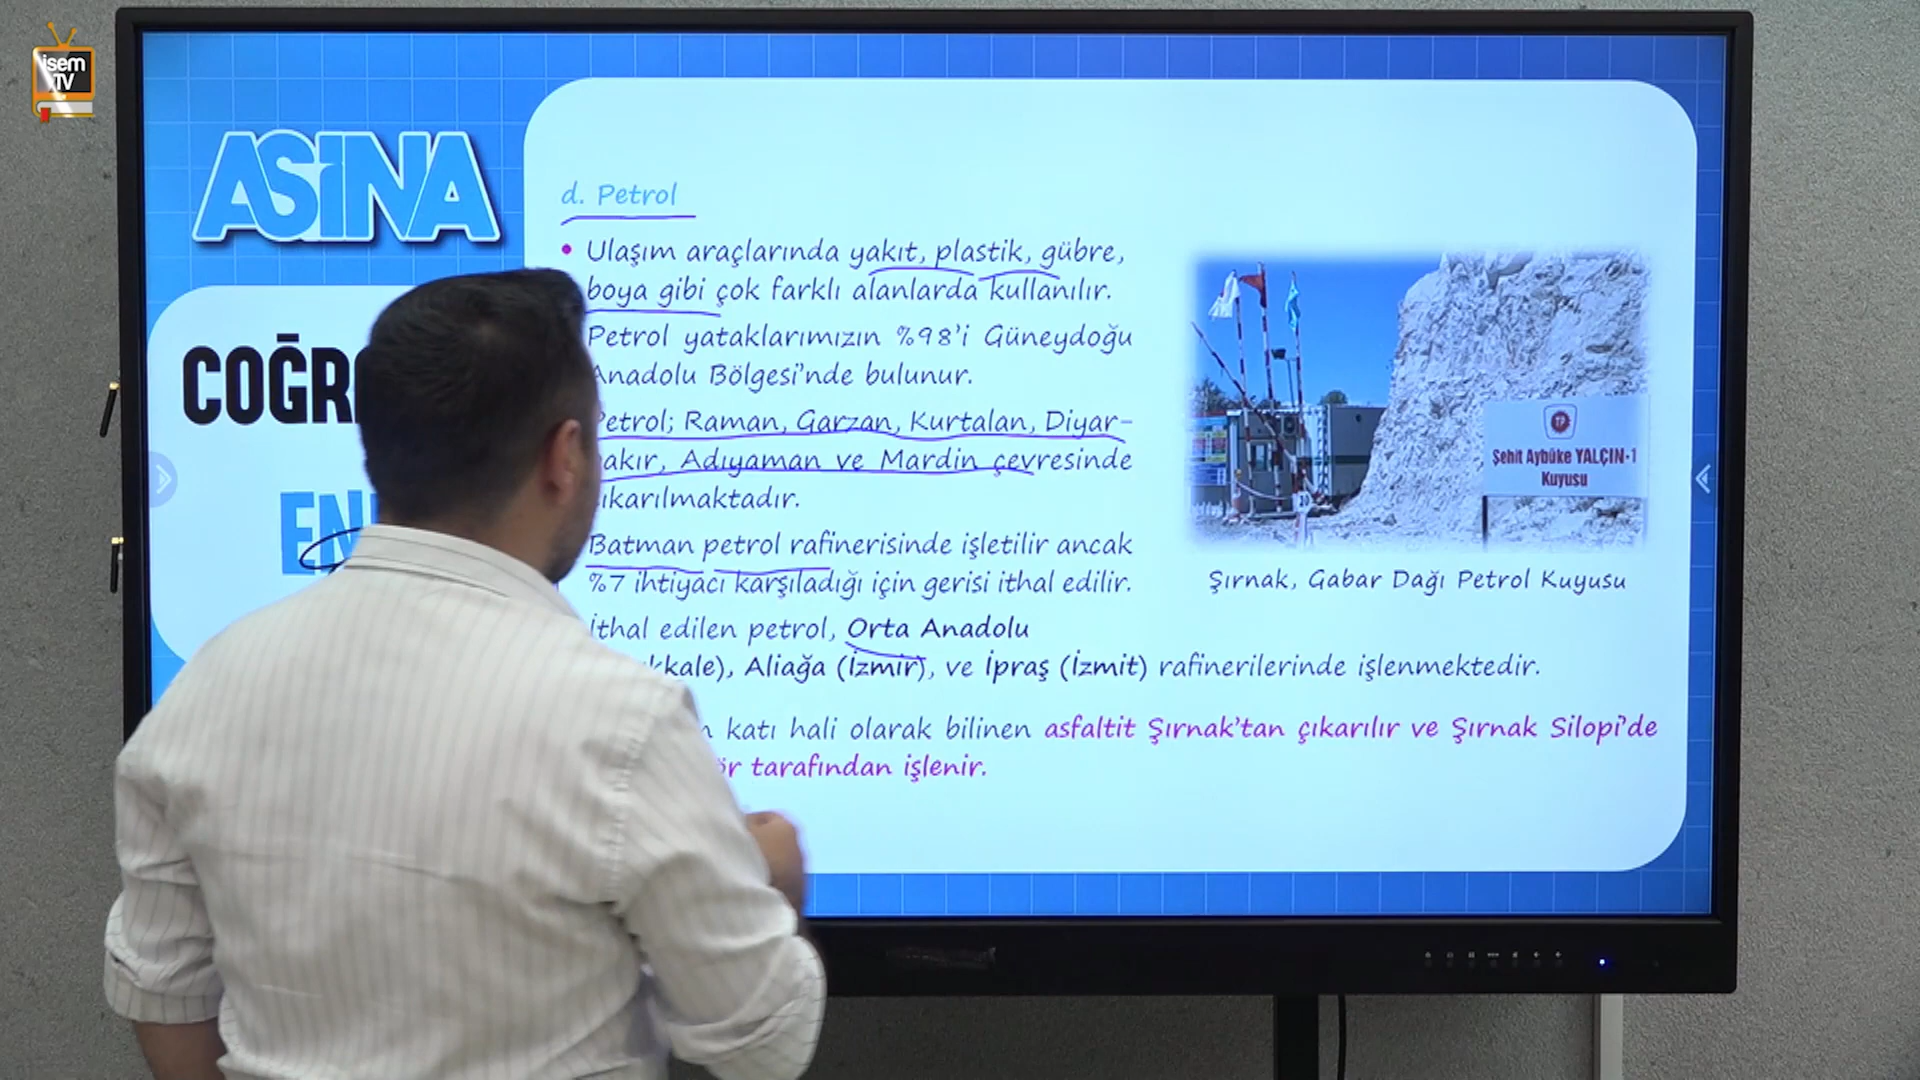 isem
TV
ASİNA
COĞR
EN
d. Petrol
• Ulaşım araçlarında yakıt, plastik, gübre,
boya gibi çok farklı alanlarda kullanılır.
Petrol yataklarımızın %98'i Güneydoğu
Anadolu Bölgesi'nde bulunur.
Petrol; Raman, Garzan, Kurtalan, Diyar-
akır, Adıyaman ve Mardin çevresinde
ıkarılmaktadır.
Batman petrol rafinerisinde işletilir ancak
%7 ihtiyacı karşıladığı için gerisi ithal edilir.
İthal edilen petrol, Orta Anadolu
kkale), Aliağa (İzmir), ve İpraş (İzmit) rafinerilerinde işlenmektedir.
katı hali olarak bilinen asfaltit Şırnak'tan çıkarılır ve Şırnak Silopi'de
ör tarafından işlenir.
TP
Şehit Aybüke YALÇIN-1
Kuyusu
Şırnak, Gabar Dağı Petrol Kuyusu